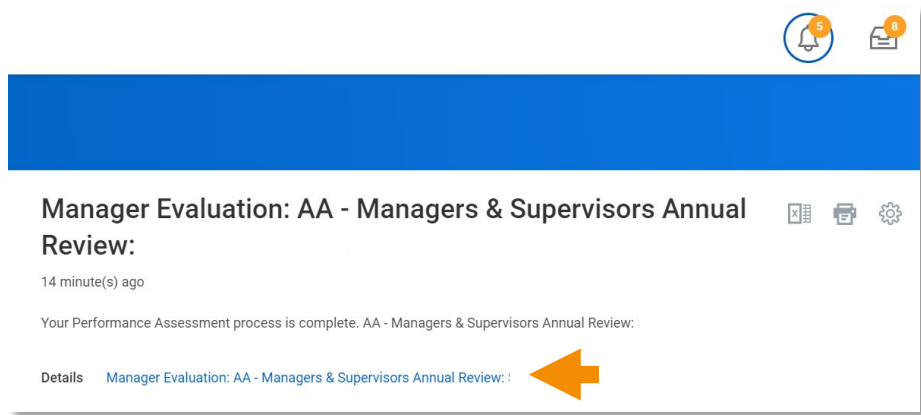 5
8
Manager Evaluation: AA - Managers & Supervisors Annual
Review:
14 minute(s) ago
Your Performance Assessment process is complete. AA - Managers & Supervisors Annual Review:
Details Manager Evaluation: AA - Managers & Supervisors Annual Review: